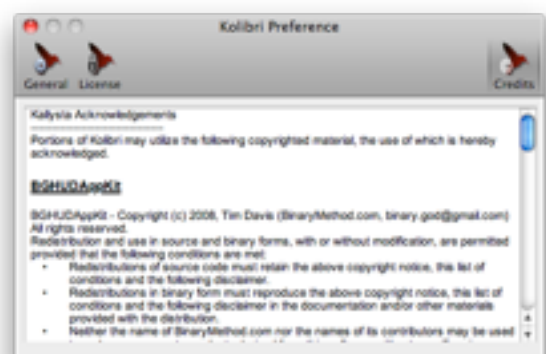 Kolibri Preference
General License Credits
Kallysta Acknowledgements
Portions of Kolibri may utilize the following copyrighted material, the use of which is hereby
acknowledged.
BGHUDAppKit
BGHUDAppKit - Copyright (c) 2008, Tim Davis (BinaryMethod.com, binary.god@gmail.com)
All rights reserved.
Redistribution and use in source and binary forms, with or without modification, are permitted
provided that the following conditions are met:
• Redistributions of source code must retain the above copyright notice, this list of
conditions and the following disclaimer.
• Redistributions in binary form must reproduce the above copyright notice, this list of
conditions and the following disclaimer in the documentation and/or other materials
provided with the distribution.
• Neither the name of BinaryMethod.com nor the names of its contributors may be used